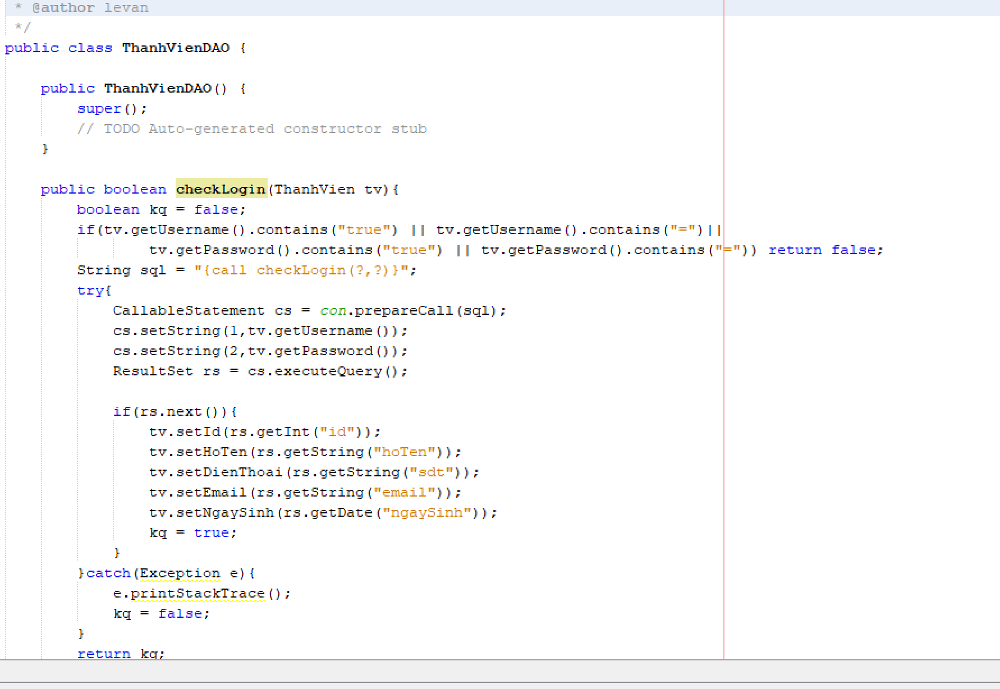 * @author levan
*/
public class ThanhVienDAO {
public ThanhVienDAO() {
super();
// TODO Auto-generated constructor stub
}
public boolean checkLogin(ThanhVien tv){
boolean kq = false;
if(tv.getUsername().contains("true") || tv.getUsername().contains("=")||
tv.getPassword().contains("true") || tv.getPassword().contains("=")) return false;
String sql = "{call checkLogin(?,?)}";
try{
CallableStatement cs = con.prepareCall(sql);
cs.setString(1,tv.getUsername());
cs.setString(2,tv.getPassword());
ResultSet rs = cs.executeQuery();
if(rs.next()){
tv.setId(rs.getInt("id"));
tv.setHoTen(rs.getString("hoTen"));
tv.setDienThoai(rs.getString("sdt"));
tv.setEmail(rs.getString("email"));
tv.setNgaySinh(rs.getDate("ngaySinh"));
kq = true;
}
}catch(Exception e){
e.printStackTrace();
kq = false;
}
return kq;